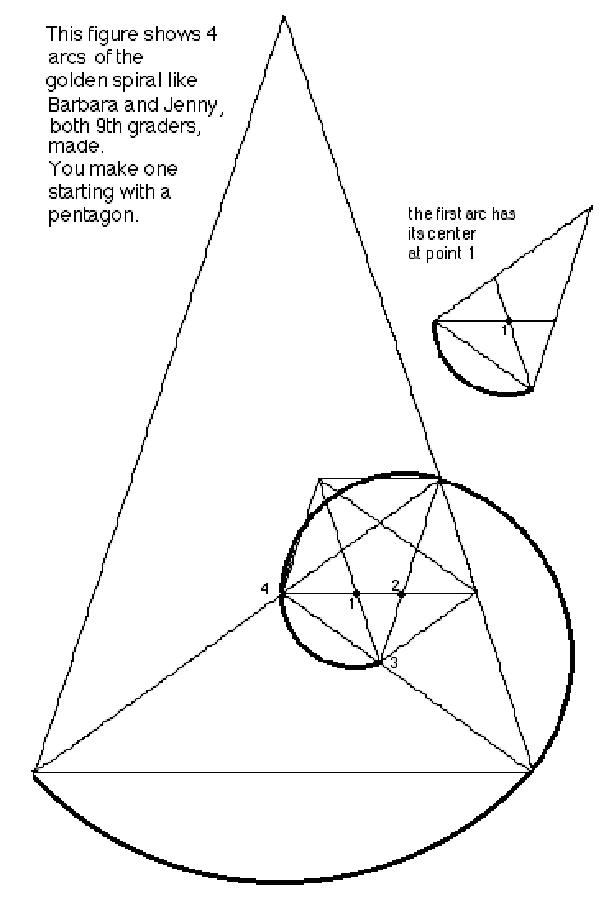 This figure shows 4
arcs of the
golden spiral like
Barbara and Jenny,
both 9th graders,
made.
You make one
starting with a
pentagon.
the first arc has
its center
at point 1
1
4
1
2
3